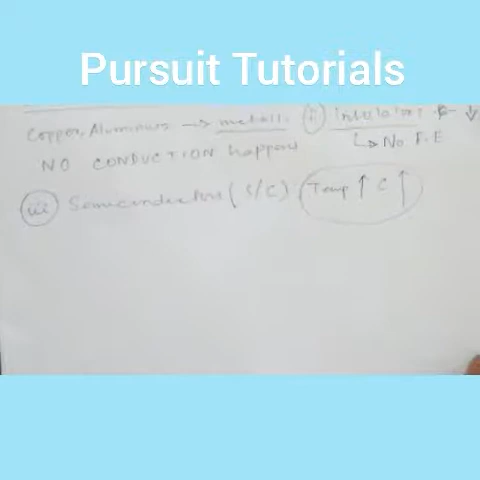 Pursuit Tutorials
Copper, Aluminium → metals. (ii) Insulators
↳ No F.E
NO CONDUCTION happens
(iii) Semiconductors (S/C). Temp ↑ C ↑